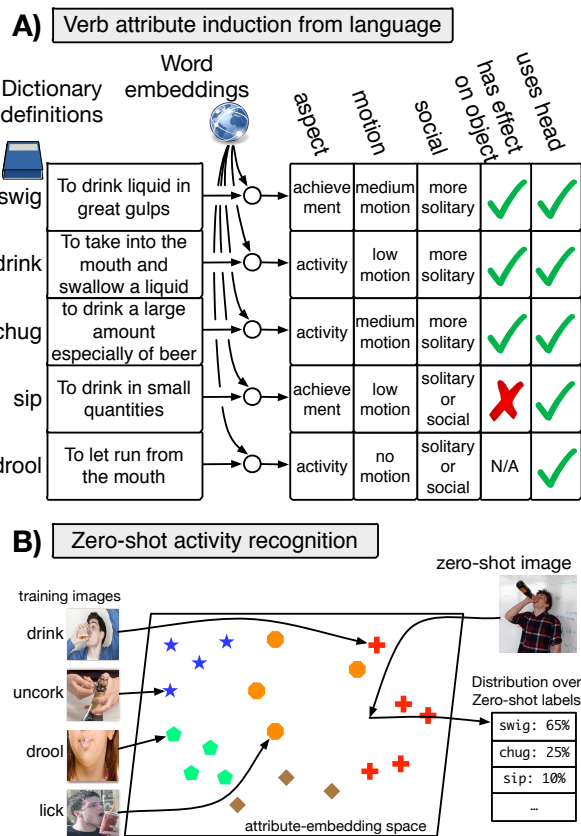 A) Verb attribute induction from language
Dictionary
definitions
Word
embeddings
aspect
motion
social
has effect
on object
uses head
swig
To drink liquid in
great gulps
achieve
ment
medium
motion
more
solitary
drink
To take into the
mouth and
swallow a liquid
activity
low
motion
more
solitary
chug
to drink a large
amount
especially of beer
activity
medium
motion
more
solitary
sip
To drink in small
quantities
achieve
ment
low
motion
solitary
or
social
drool
To let run from
the mouth
activity
no
motion
solitary
or
social
N/A
B) Zero-shot activity recognition
training images
drink
uncork
drool
lick
attribute-embedding space
zero-shot image
Distribution over
Zero-shot labels
swig: 65%
chug: 25%
sip: 10%
…